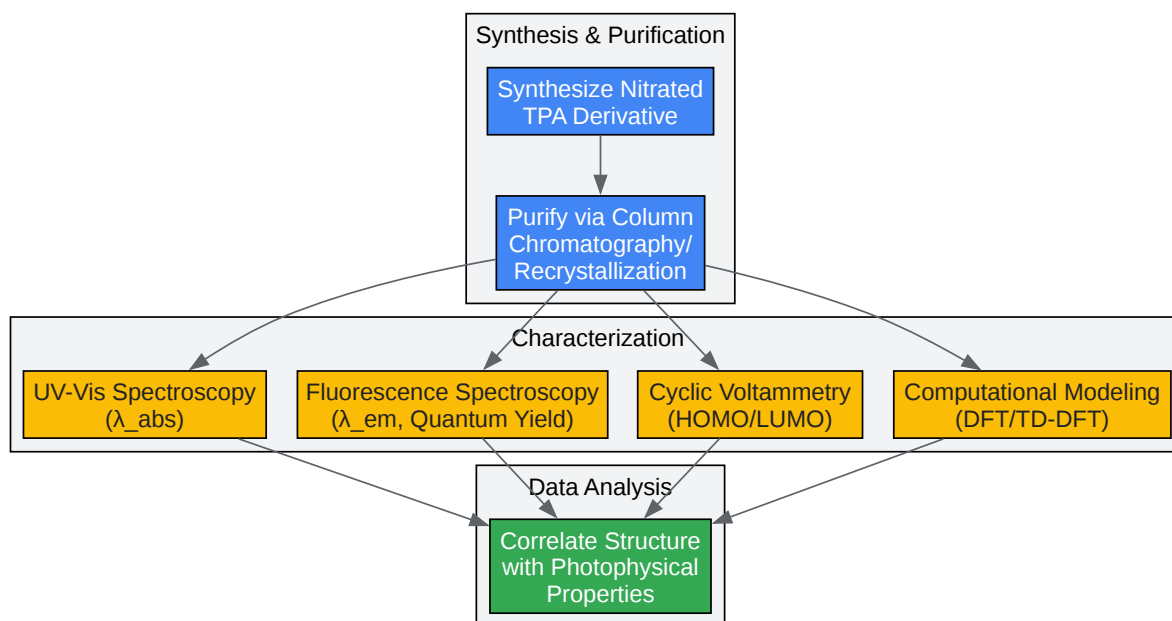 Synthesis & Purification
Synthesize Nitrated
TPA Derivative
Purify via Column
Chromatography/
Recrystallization
Characterization
UV-Vis Spectroscopy
(λ_abs)
Fluorescence Spectroscopy
(λ_em, Quantum Yield)
Cyclic Voltammetry
(HOMO/LUMO)
Computational Modeling
(DFT/TD-DFT)
Data Analysis
Correlate Structure
with Photophysical
Properties